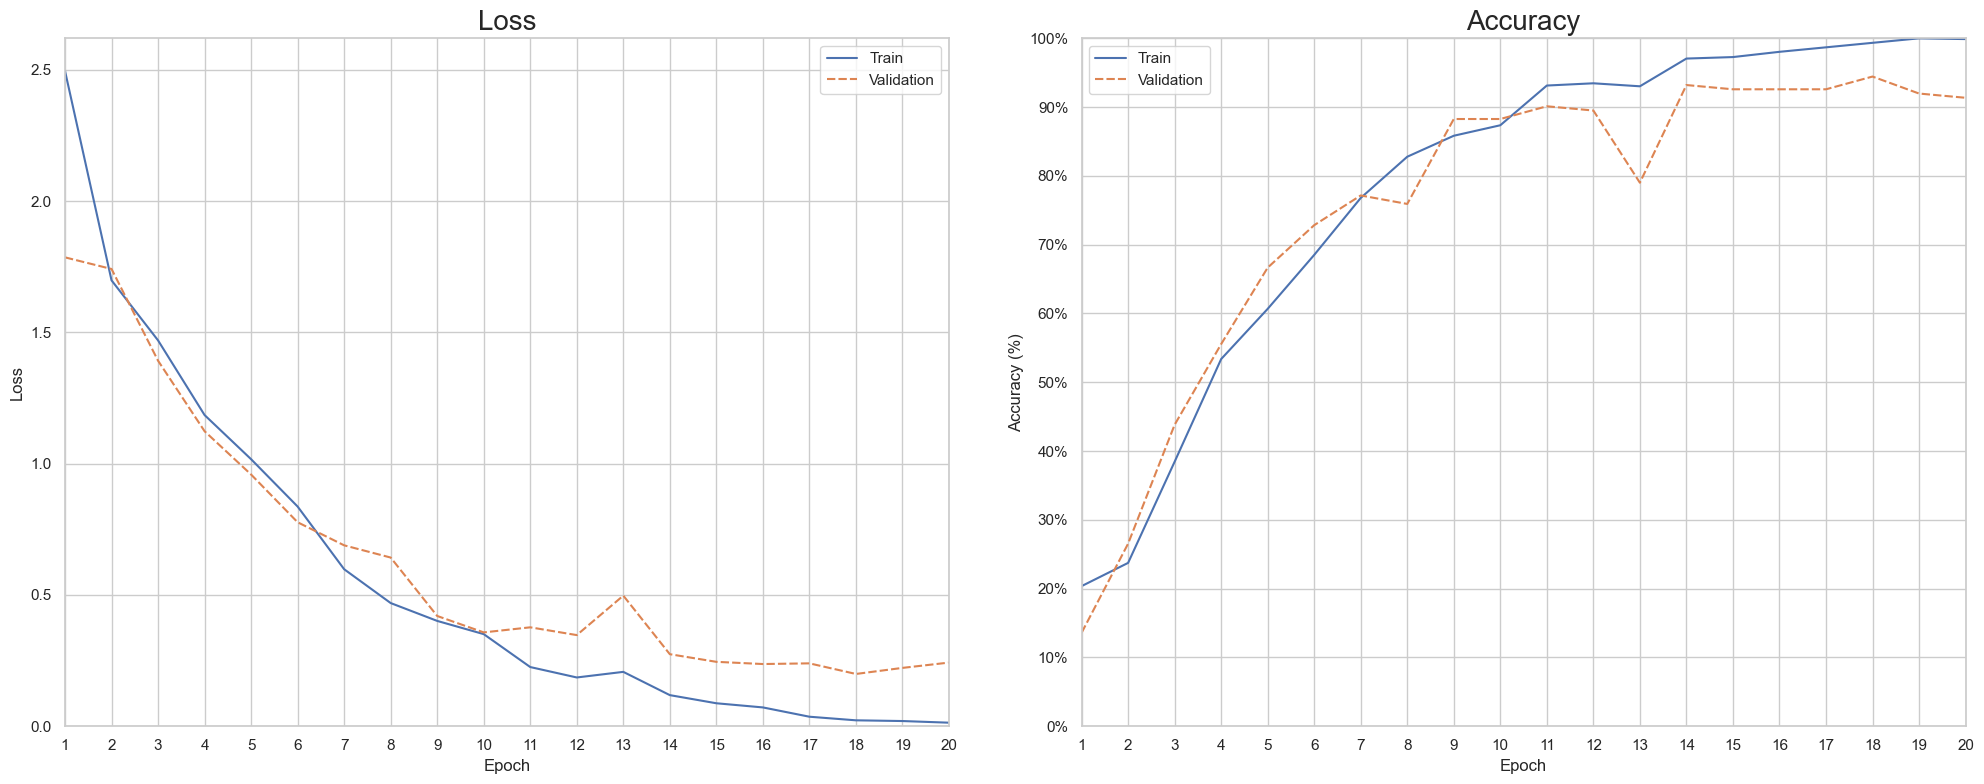 Loss
Train
Validation
2.5
2.0
1.5
1.0
0.5
0.0
Loss
1 2 3 4 5 6 7 8 9 10 11 12 13 14 15 16 17 18 19 20
Epoch
Accuracy
Train
Validation
100%
90%
80%
70%
60%
50%
40%
30%
20%
10%
0%
Accuracy (%)
1 2 3 4 5 6 7 8 9 10 11 12 13 14 15 16 17 18 19 20
Epoch